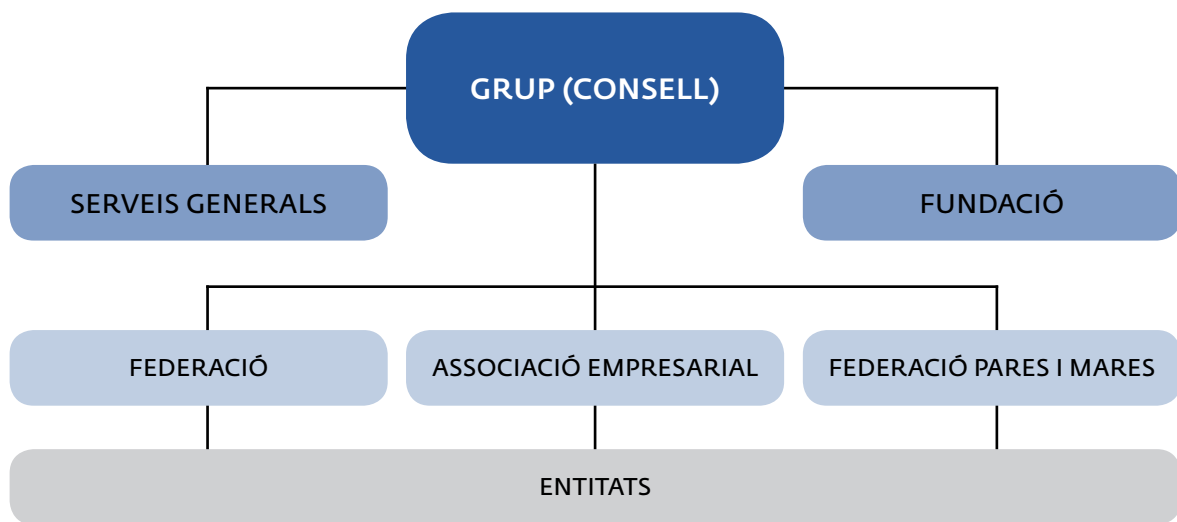 GRUP (CONSELL)
SERVEIS GENERALS
FUNDACIÓ
FEDERACIÓ
ASSOCIACIÓ EMPRESARIAL
FEDERACIÓ PARES I MARES
ENTITATS